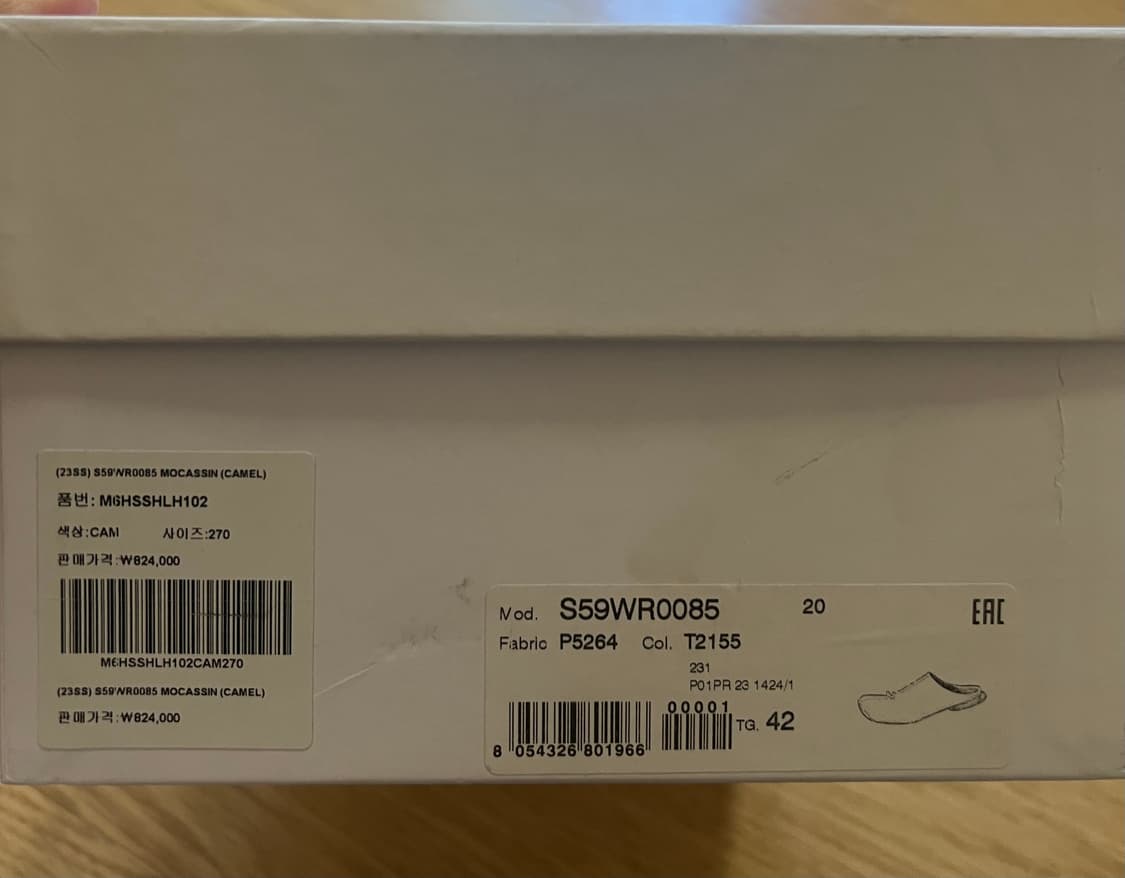 (23SS) S59WR0085 MOCASSIN (CAMEL)
품번: M6HSSHLH102
색상:CAM 사이즈:270
판매가격:₩824,000
M6HSSHLH102CAM270
(23SS) S59WR0085 MOCASSIN (CAMEL)
판매가격:₩824,000
Mod. S59WR0085 20 EAC
Fabric P5264 Col. T2155
231
P01PR 23 1424/1
00001
TG. 42
8 054326 801966